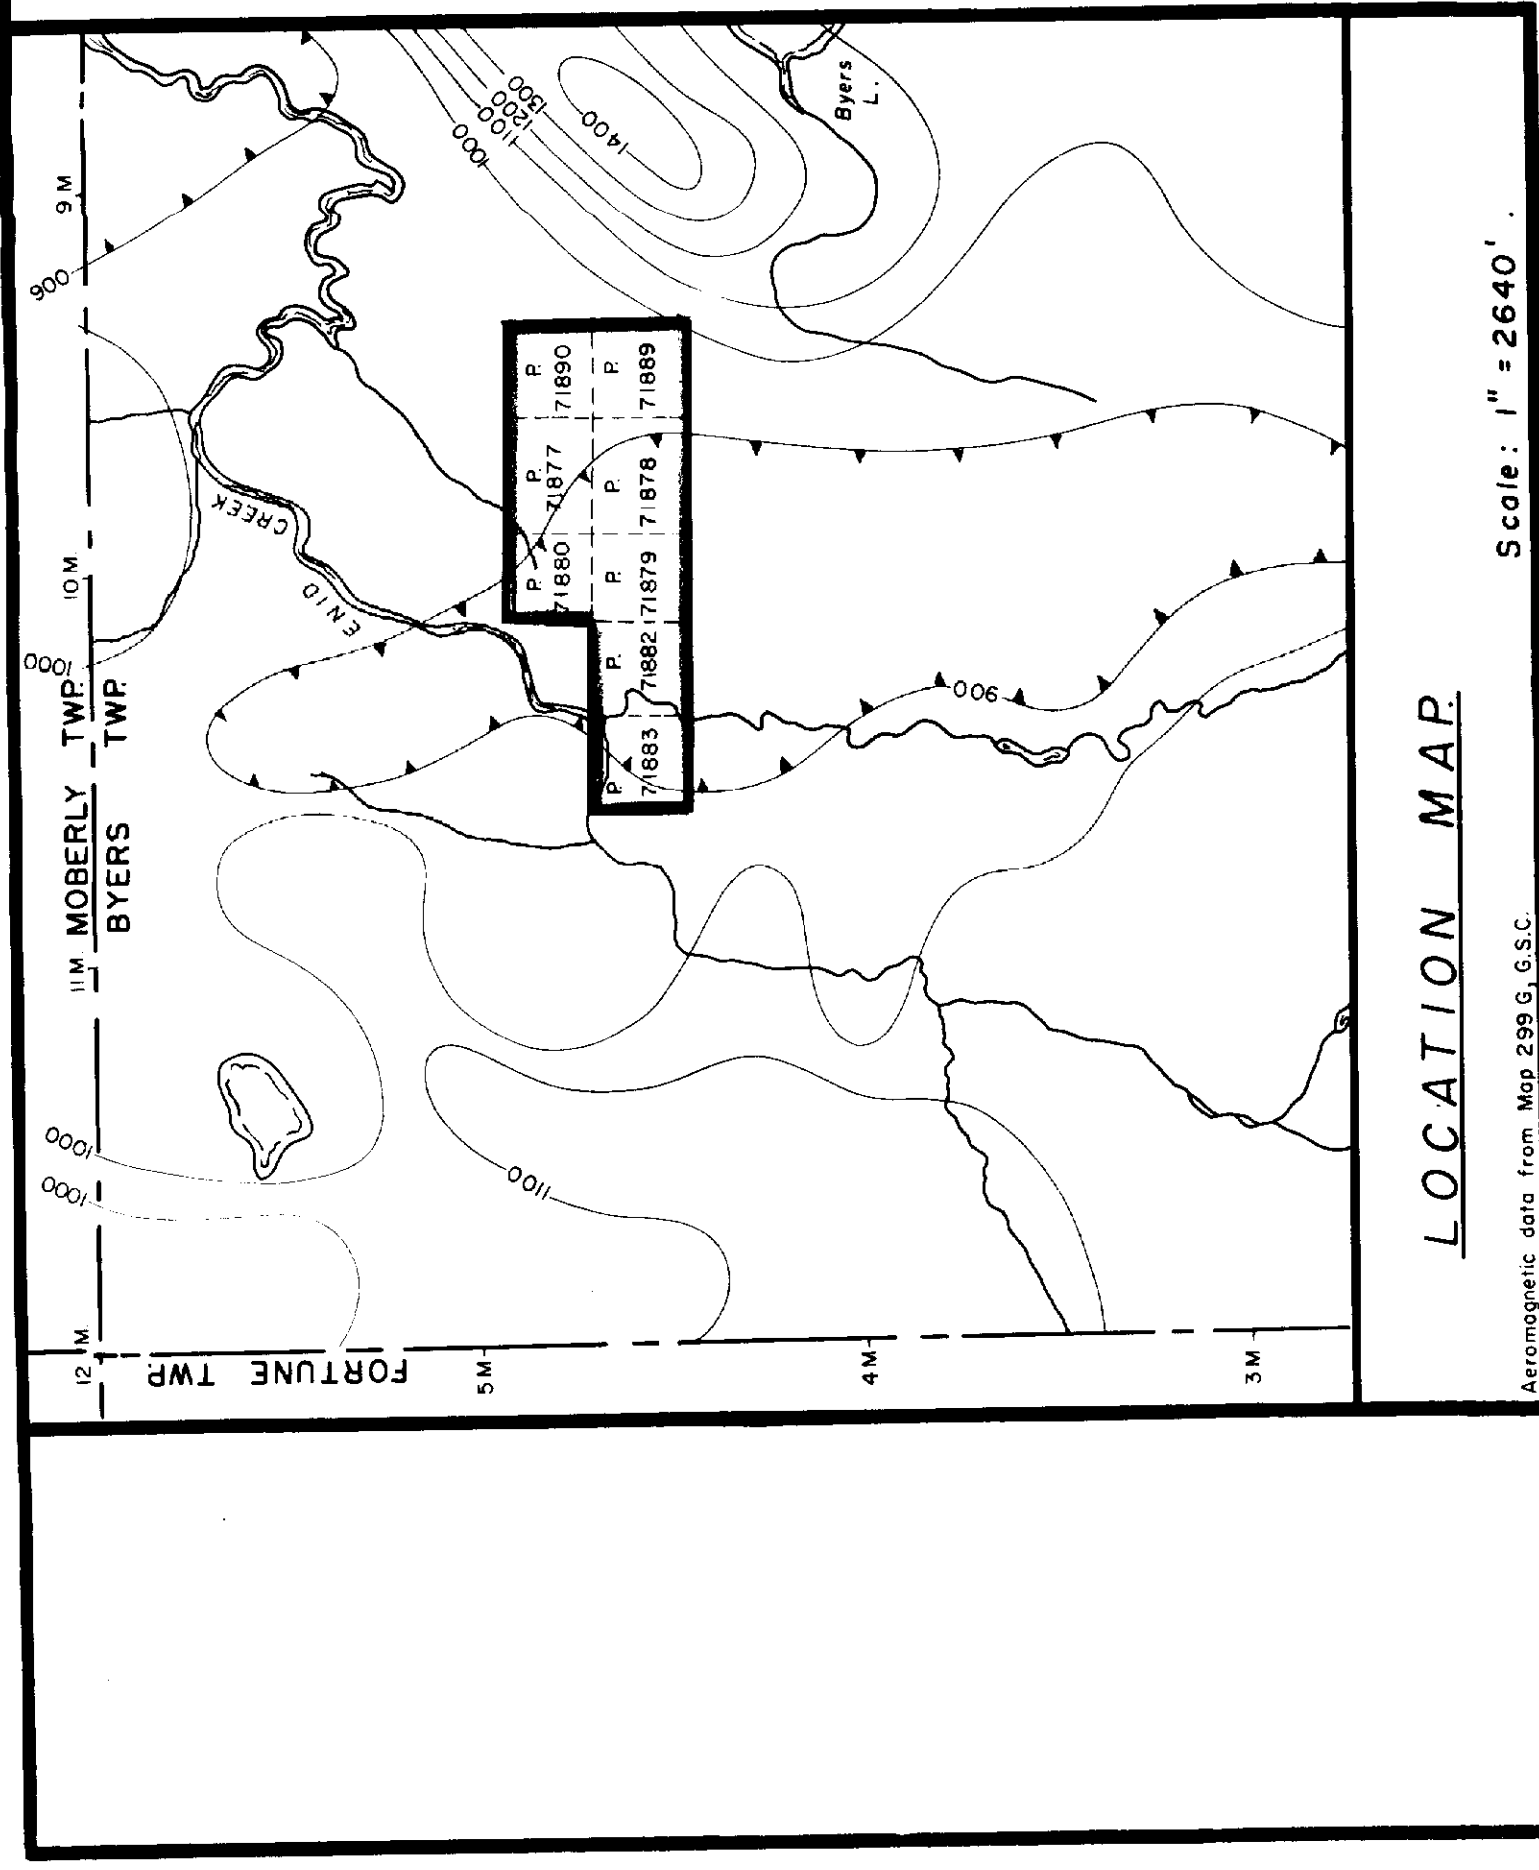 12 M.
11 M.
10 M.
9 M
MOBERLY TWP.
BYERS TWP.
FORTUNE TWP.
5 M
4 M
3 M
1000
1000
1000
900
1100
1000
1100
1200
1300
1400
900
ENID CREEK
Byers
L.
P.
71880
P.
71877
P.
71890
P.
71883
P.
71882
P.
71879
P.
71878
P.
71889
LOCATION MAP.
Scale: 1" = 2640'.
Aeromagnetic data from Map 299 G, G.S.C.